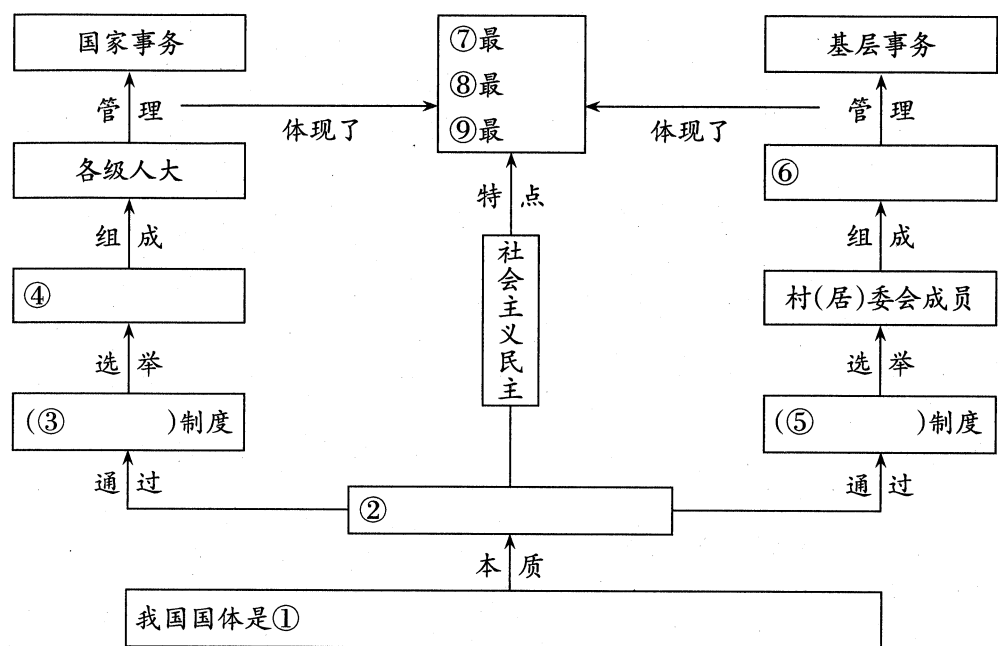 国家事务
管理
体现了
各级人大
组成
④
选举
(③ )制度
通过
⑦最
⑧最
⑨最
特点
社会主义民主
②
本质
我国国体是①
基层事务
管理
体现了
⑥
组成
村(居)委会成员
选举
(⑤ )制度
通过